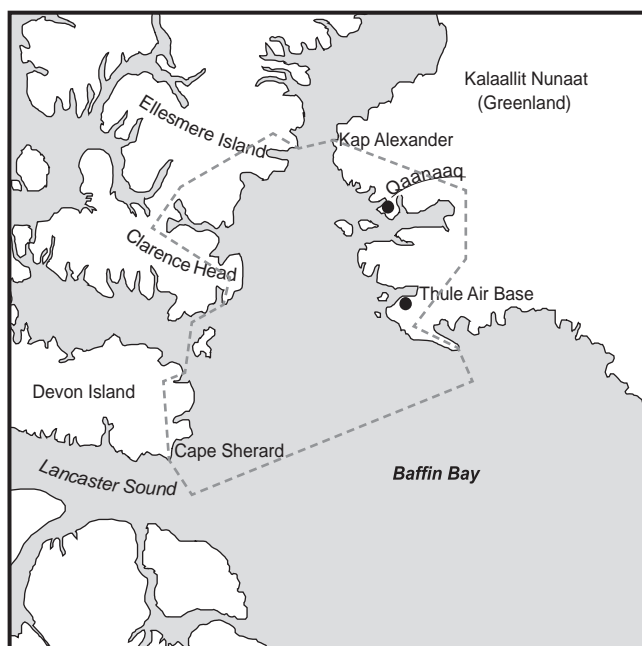 Kalaallit Nunaat
(Greenland)
Ellesmere Island
Kap Alexander
Qaanaaq
Clarence Head
Thule Air Base
Devon Island
Cape Sherard
Lancaster Sound
Baffin Bay